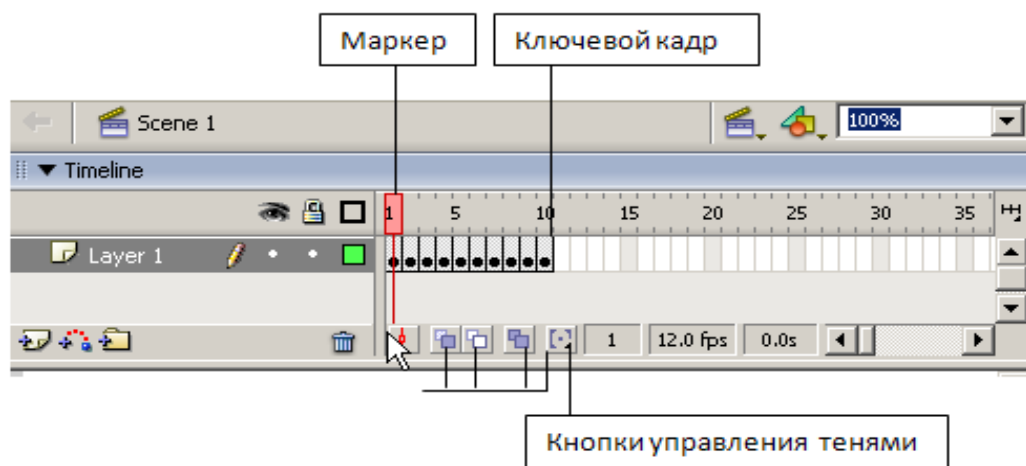 Маркер
Ключевой кадр
Scene 1
100%
Timeline
1 5 10 15 20 25 30 35
Layer 1
1 12.0 fps 0.0s
Кнопки управления тенями